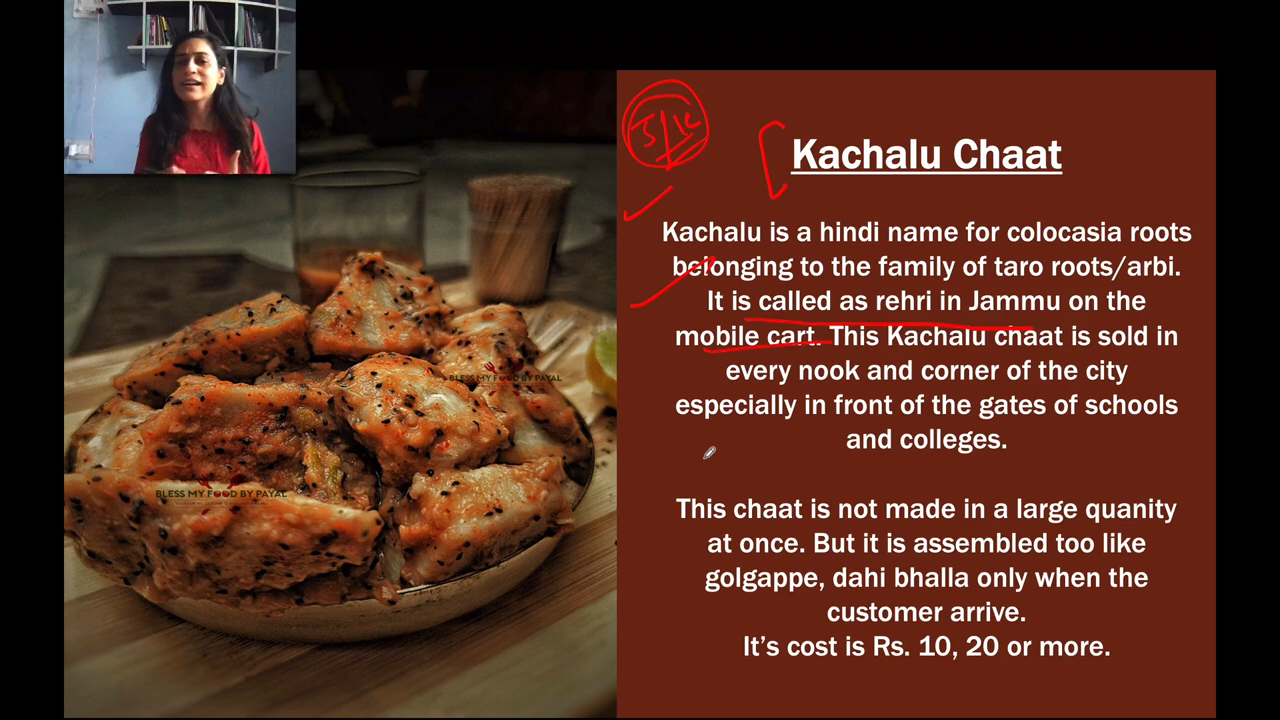 Kachalu Chaat
Kachalu is a hindi name for colocasia roots
belonging to the family of taro roots/arbi.
It is called as rehri in Jammu on the
mobile cart. This Kachalu chaat is sold in
every nook and corner of the city
especially in front of the gates of schools
and colleges.
This chaat is not made in a large quanity
at once. But it is assembled too like
golgappe, dahi bhalla only when the
customer arrive.
It's cost is Rs. 10, 20 or more.
BLESS MY FOOD BY PAYAL
BLESS MY FOOD BY PAYAL